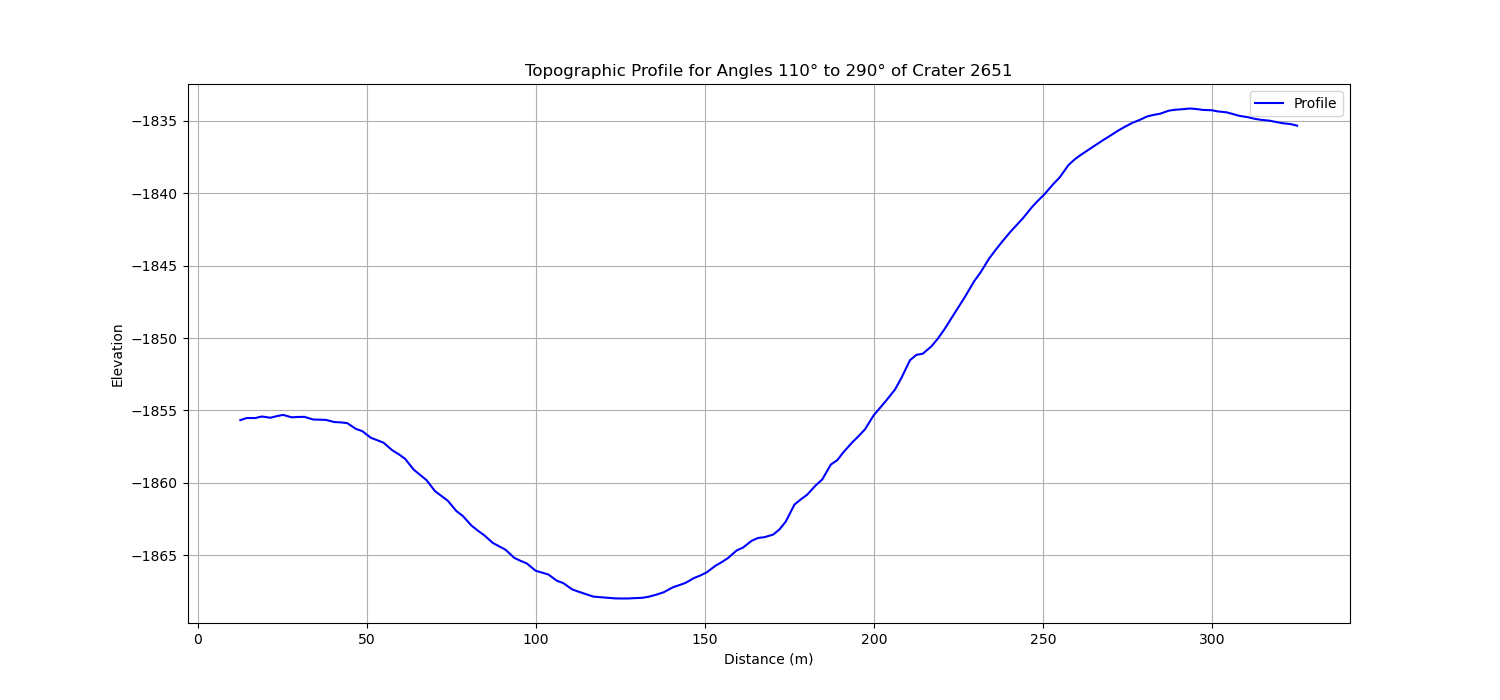 Topographic Profile for Angles 110° to 290° of Crater 2651
Profile
−1835
−1840
−1845
−1850
−1855
−1860
−1865
Elevation
0 50 100 150 200 250 300
Distance (m)